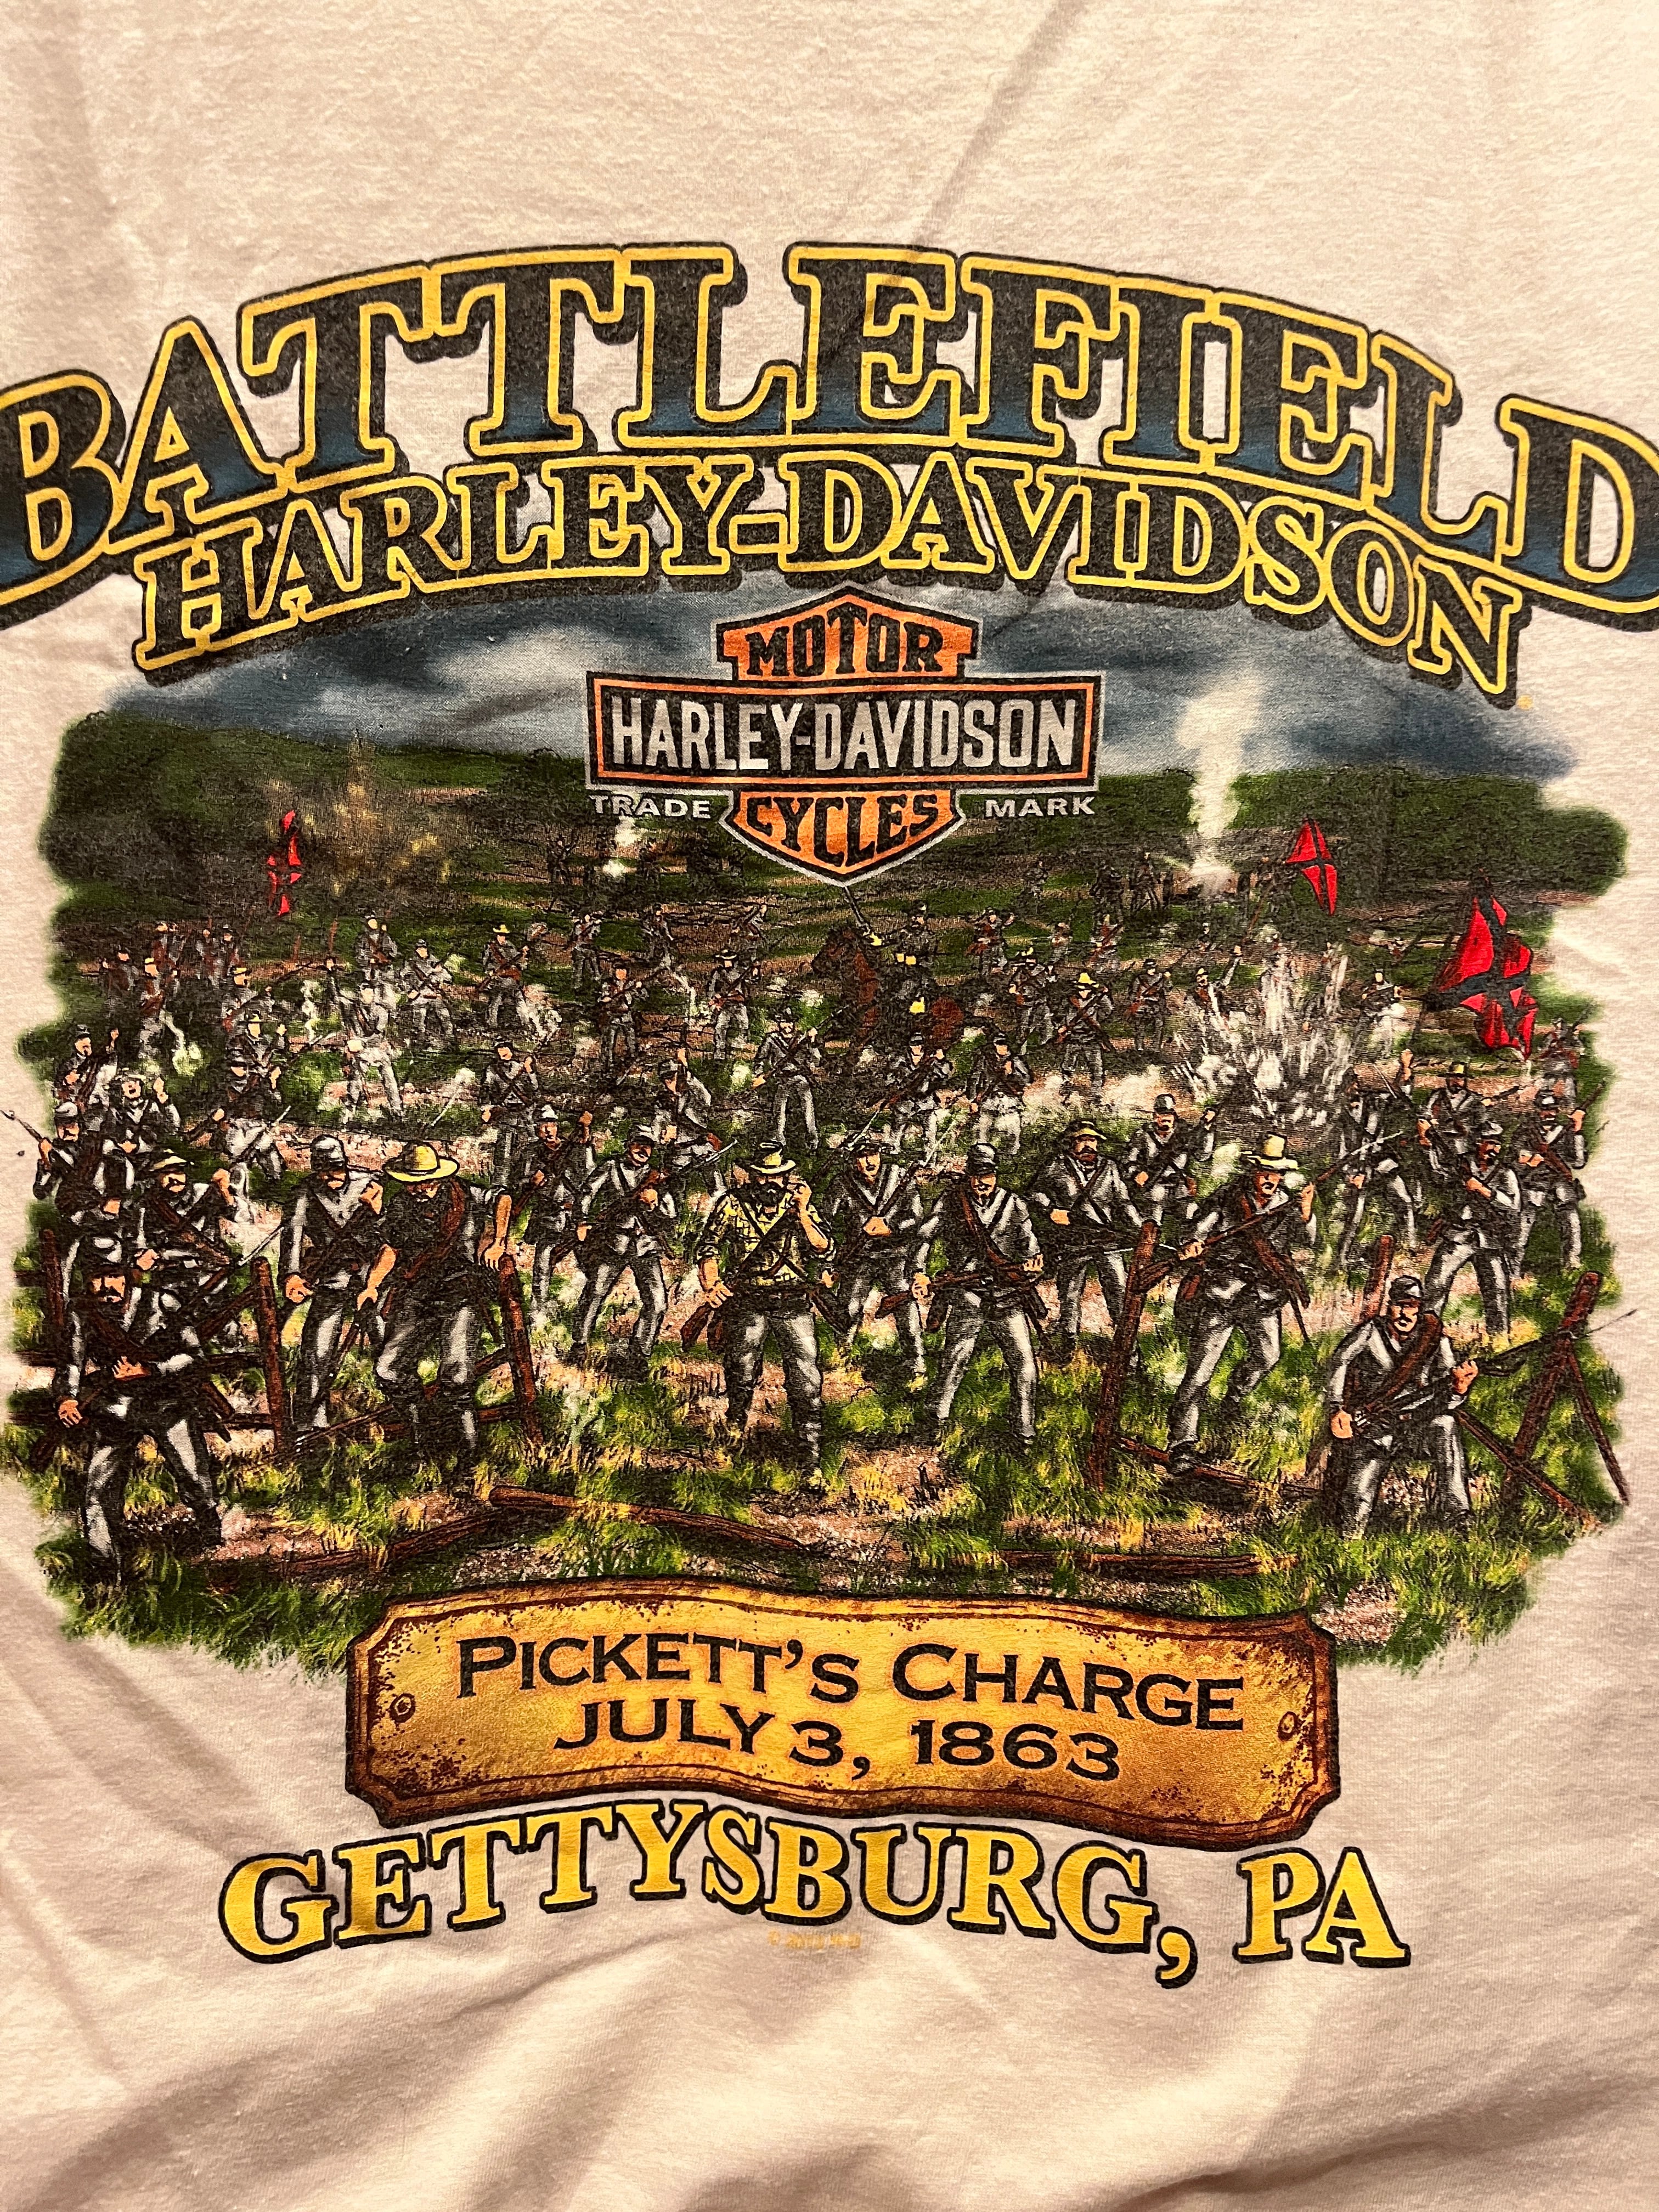 BATTLEFIELD
HARLEY-DAVIDSON
MOTOR
HARLEY-DAVIDSON
TRADE MARK
CYCLES
PICKETT'S CHARGE
JULY 3, 1863
GETTYSBURG, PA